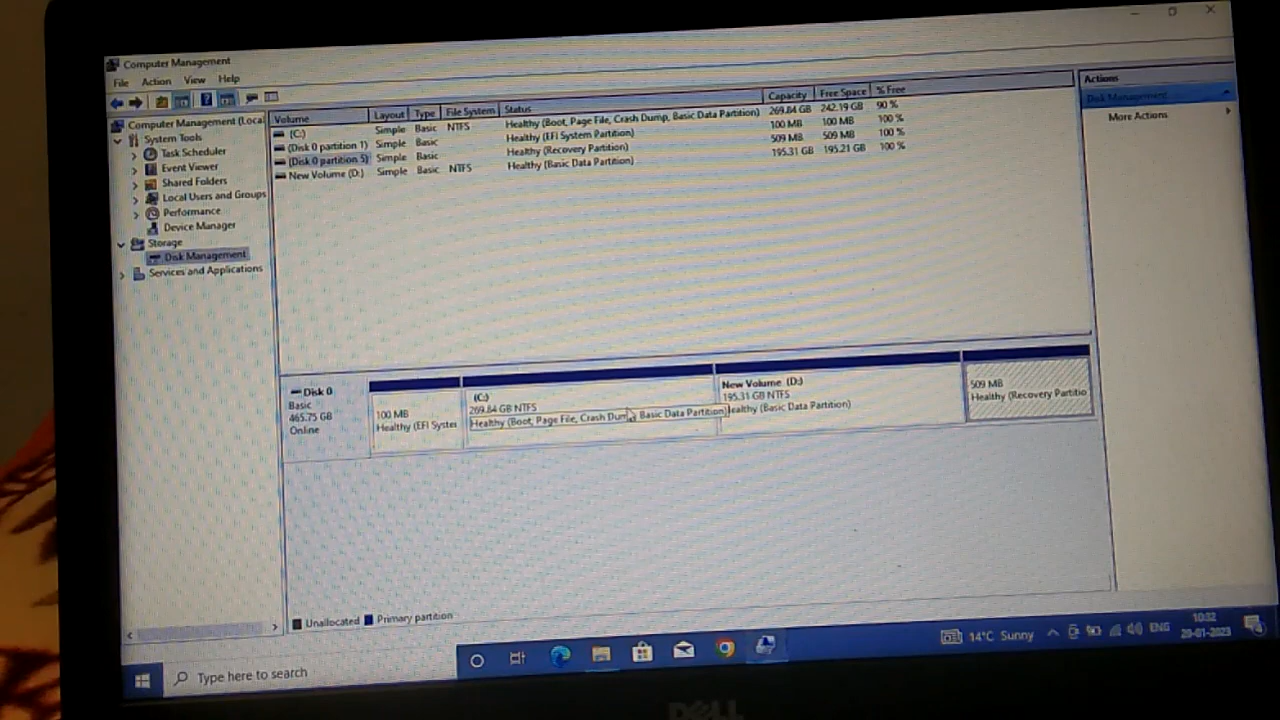 Computer Management
File Action View Help
Computer Management (Local
System Tools
Task Scheduler
Event Viewer
Shared Folders
Local Users and Groups
Performance
Device Manager
Storage
Disk Management
Services and Applications
Volume Layout Type File System Status Capacity Free Space % Free
(C:) Simple Basic NTFS Healthy (Boot, Page File, Crash Dump, Basic Data Partition) 269.84 GB 242.19 GB 90 %
(Disk 0 partition 1) Simple Basic Healthy (EFI System Partition) 100 MB 100 MB 100 %
(Disk 0 partition 5) Simple Basic Healthy (Recovery Partition) 509 MB 509 MB 100 %
New Volume (D:) Simple Basic NTFS Healthy (Basic Data Partition) 195.31 GB 195.21 GB 100 %
Actions
Disk Management
More Actions
Disk 0
Basic
465.75 GB
Online
100 MB
Healthy (EFI Syster
(C:)
269.84 GB NTFS
Healthy (Boot, Page File, Crash Dump, Basic Data Partition)
New Volume (D:)
195.31 GB NTFS
Healthy (Basic Data Partition)
509 MB
Healthy (Recovery Partitio
Unallocated Primary partition
Type here to search
14°C Sunny
ENG
10:32
29-01-2023
DELL